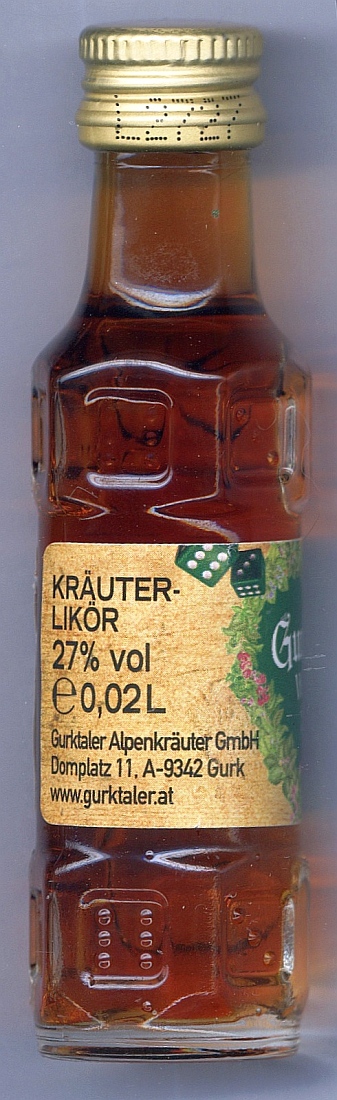 L2727
KRÄUTER-
LIKÖR
27% vol
℮0,02L
Gurktaler Alpenkräuter GmbH
Domplatz 11, A-9342 Gurk
www.gurktaler.at